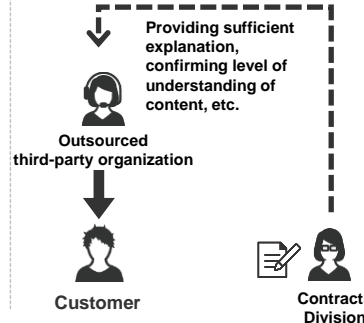 Providing sufficient
explanation,
confirming level of
understanding of
content, etc.
Outsourced
third-party organization
Customer
Contract
Division